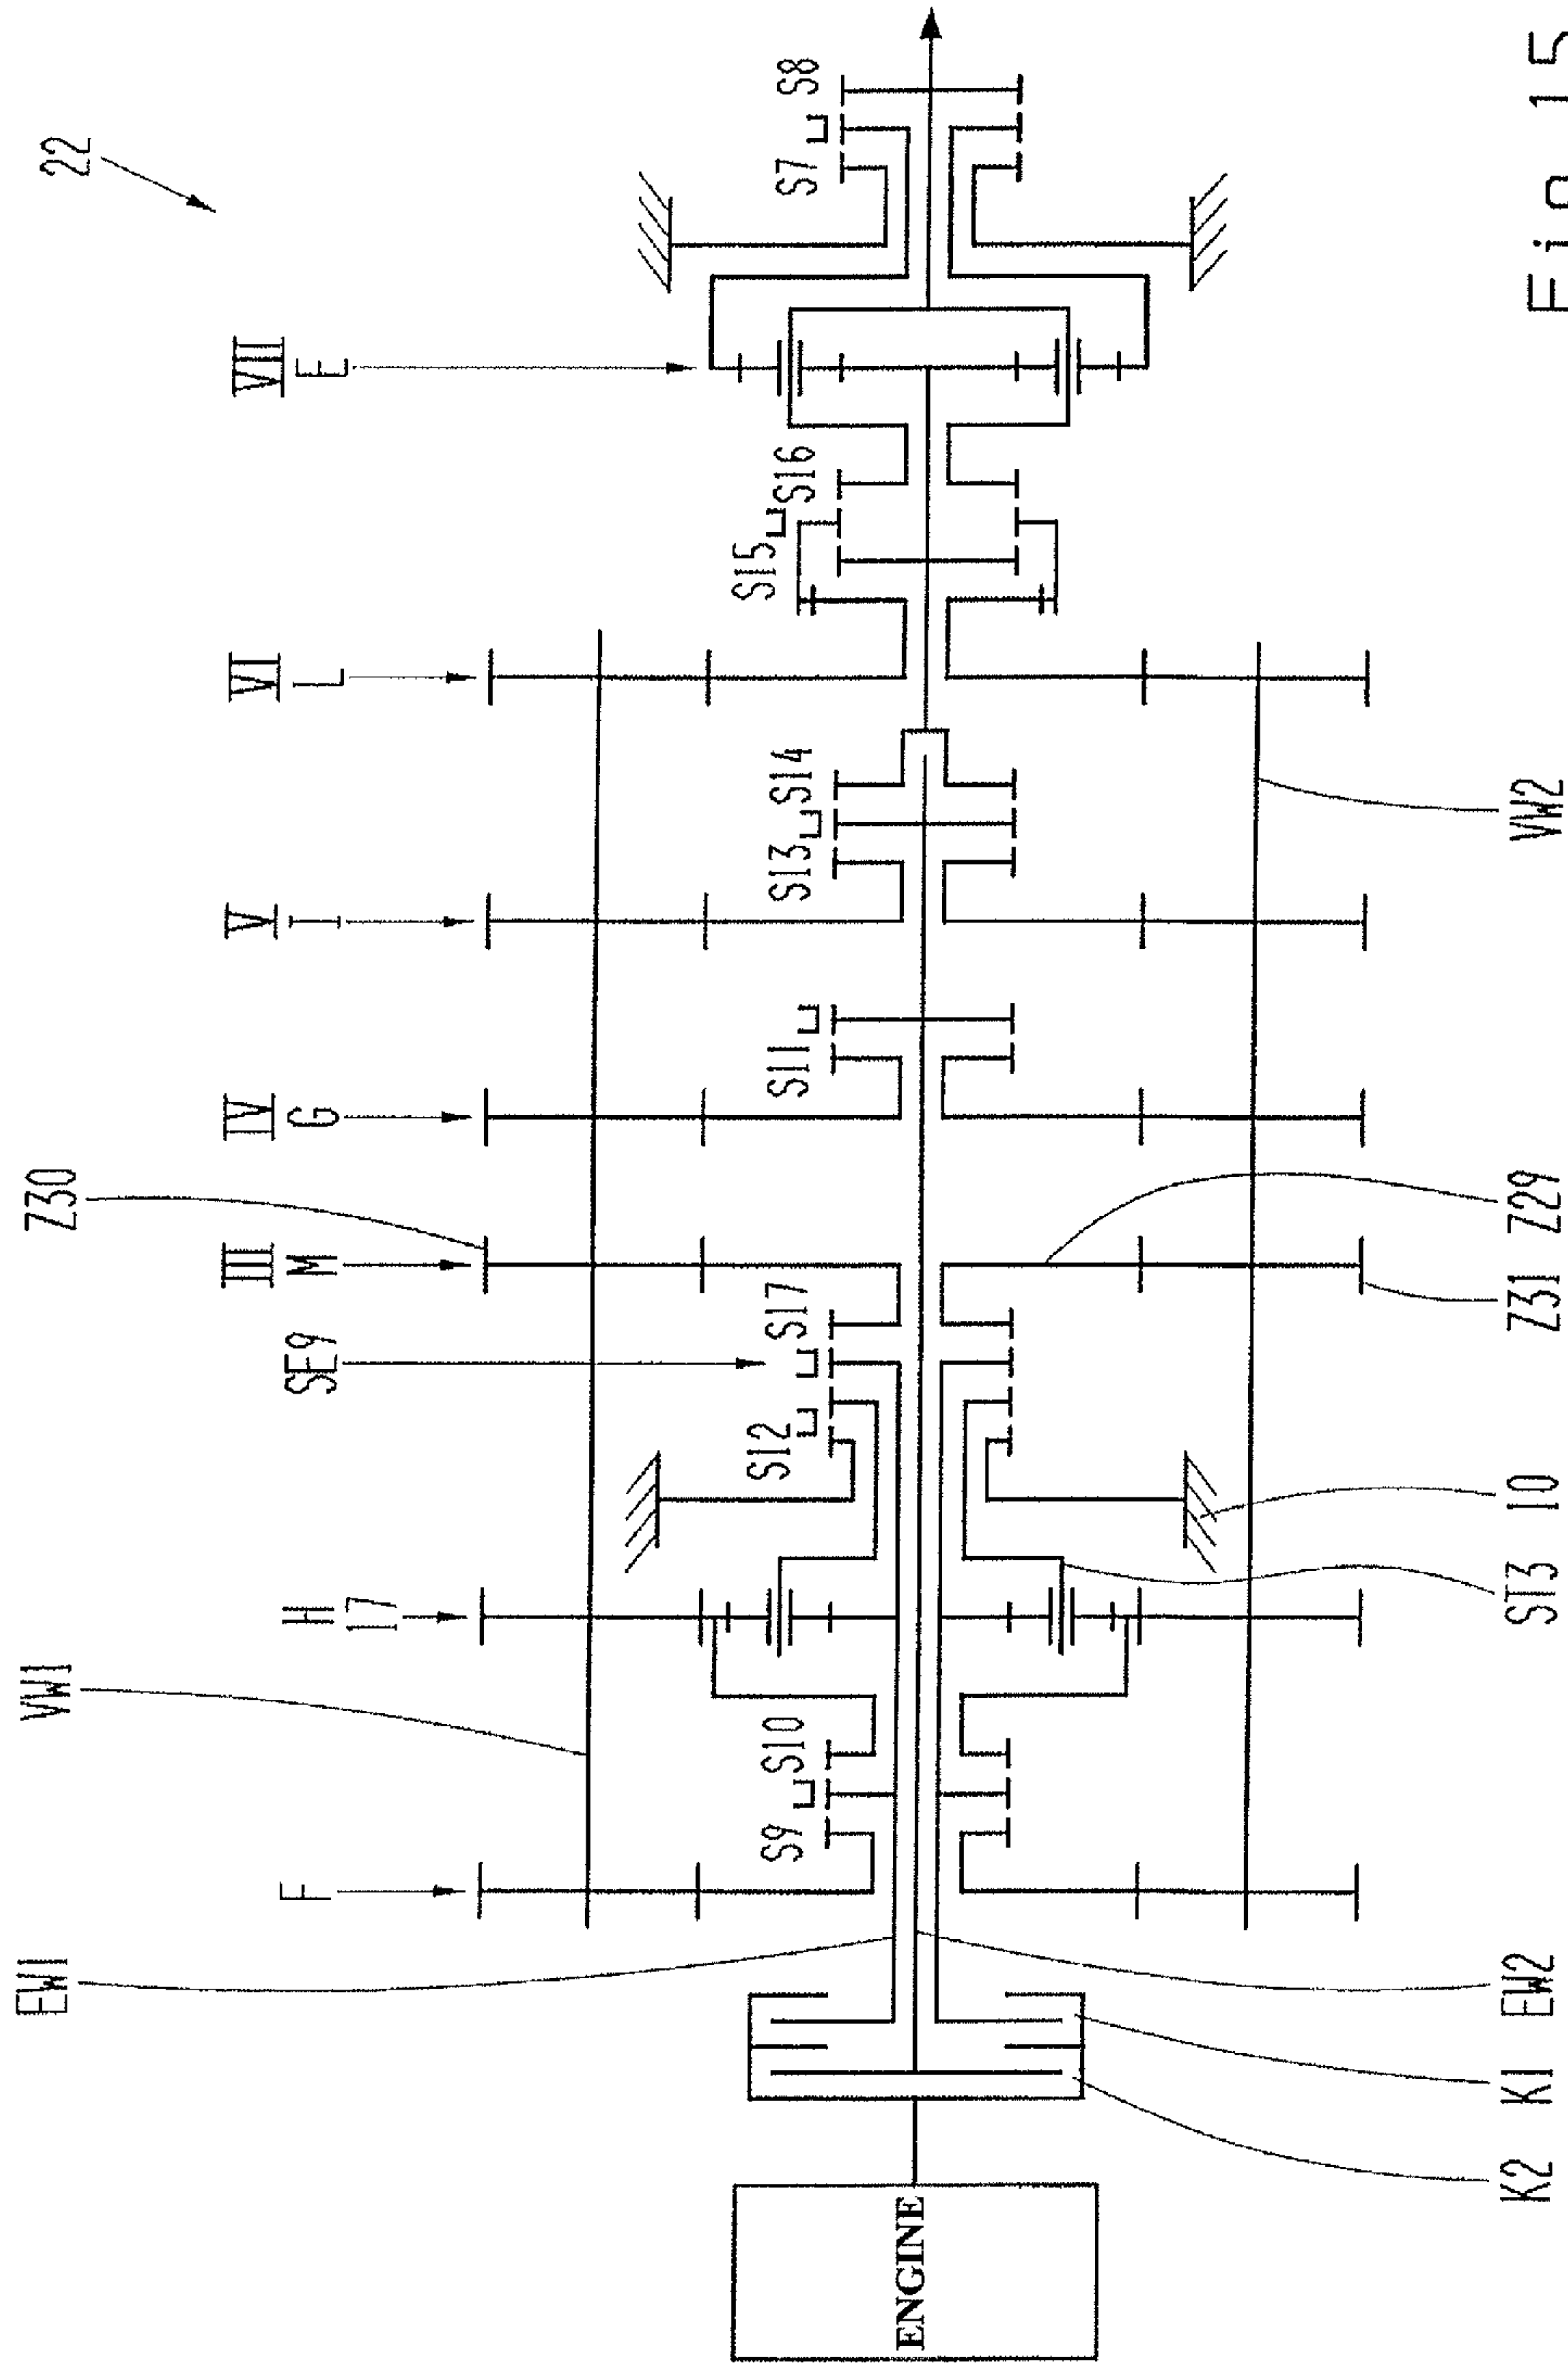 EW1
VW1
Z30
22
F
H
17
SE9
III
M
IV
G
V
I
VI
L
VII
E
S9
S10
S12
S17
S11
S13
S14
S15
S16
S7
S8
ENGINE
K2
K1
EW2
ST3
10
Z31
Z29
VW2
Fig. 15